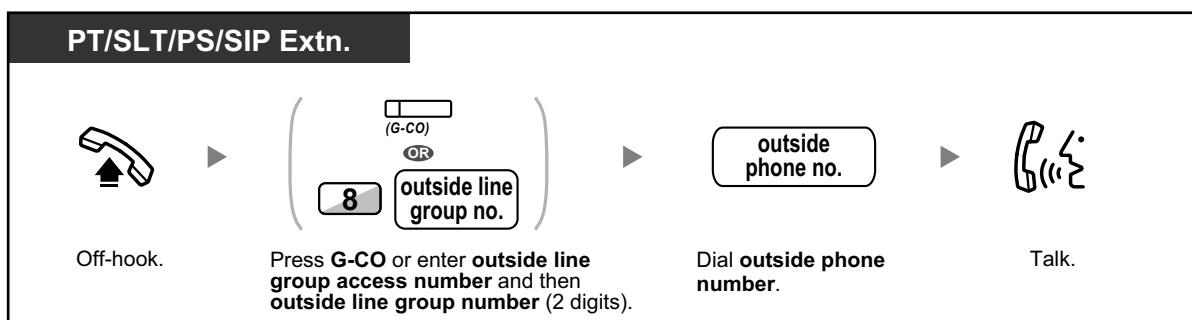 PT/SLT/PS/SIP Extn.
(G-CO)
OR
8
outside line
group no.
outside
phone no.
Off-hook.
Press G-CO or enter outside line
group access number and then
outside line group number (2 digits).
Dial outside phone
number.
Talk.